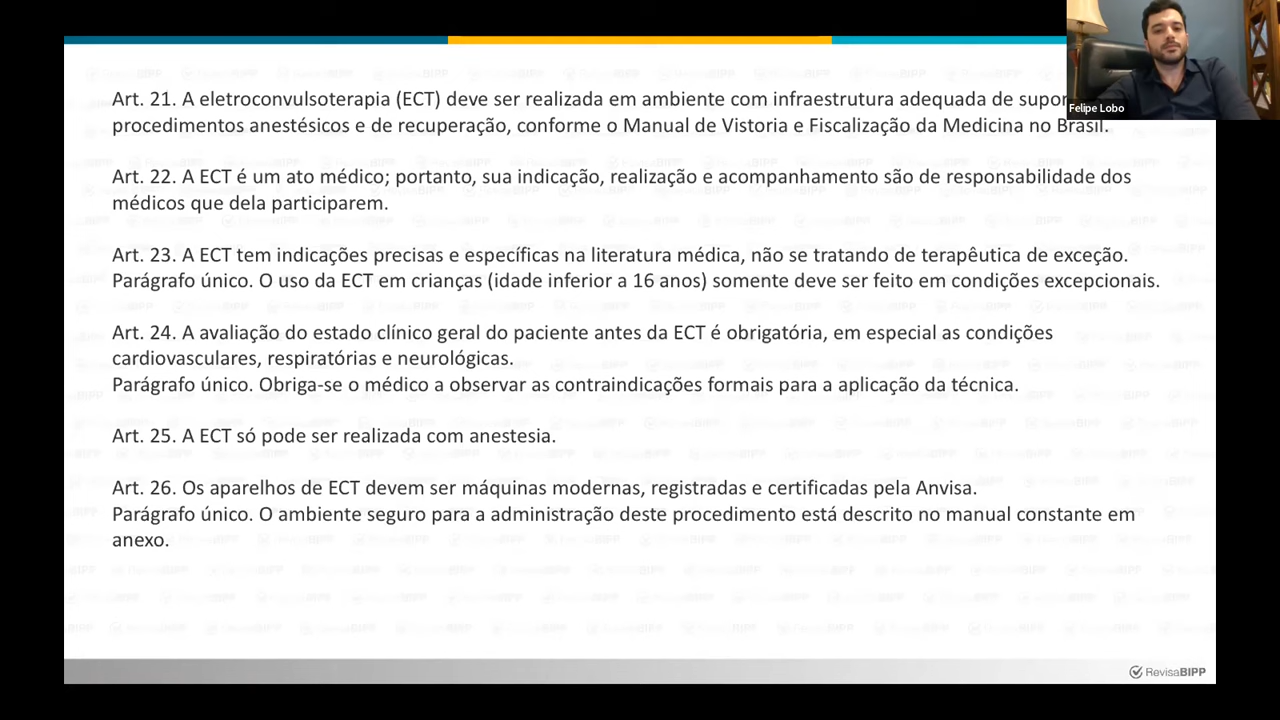 Art. 21. A eletroconvulsoterapia (ECT) deve ser realizada em ambiente com infraestrutura adequada de
procedimentos anestésicos e de recuperação, conforme o Manual de Vistoria e Fiscalização da Medicina no Brasil.
Art. 22. A ECT é um ato médico; portanto, sua indicação, realização e acompanhamento são de responsabilidade dos
médicos que dela participarem.
Art. 23. A ECT tem indicações precisas e específicas na literatura médica, não se tratando de terapêutica de exceção.
Parágrafo único. O uso da ECT em crianças (idade inferior a 16 anos) somente deve ser feito em condições excepcionais.
Art. 24. A avaliação do estado clínico geral do paciente antes da ECT é obrigatória, em especial as condições
cardiovasculares, respiratórias e neurológicas.
Parágrafo único. Obriga-se o médico a observar as contraindicações formais para a aplicação da técnica.
Art. 25. A ECT só pode ser realizada com anestesia.
Art. 26. Os aparelhos de ECT devem ser máquinas modernas, registradas e certificadas pela Anvisa.
Parágrafo único. O ambiente seguro para a administração deste procedimento está descrito no manual constante em
anexo.
Felipe Lobo
RevisaBIPP